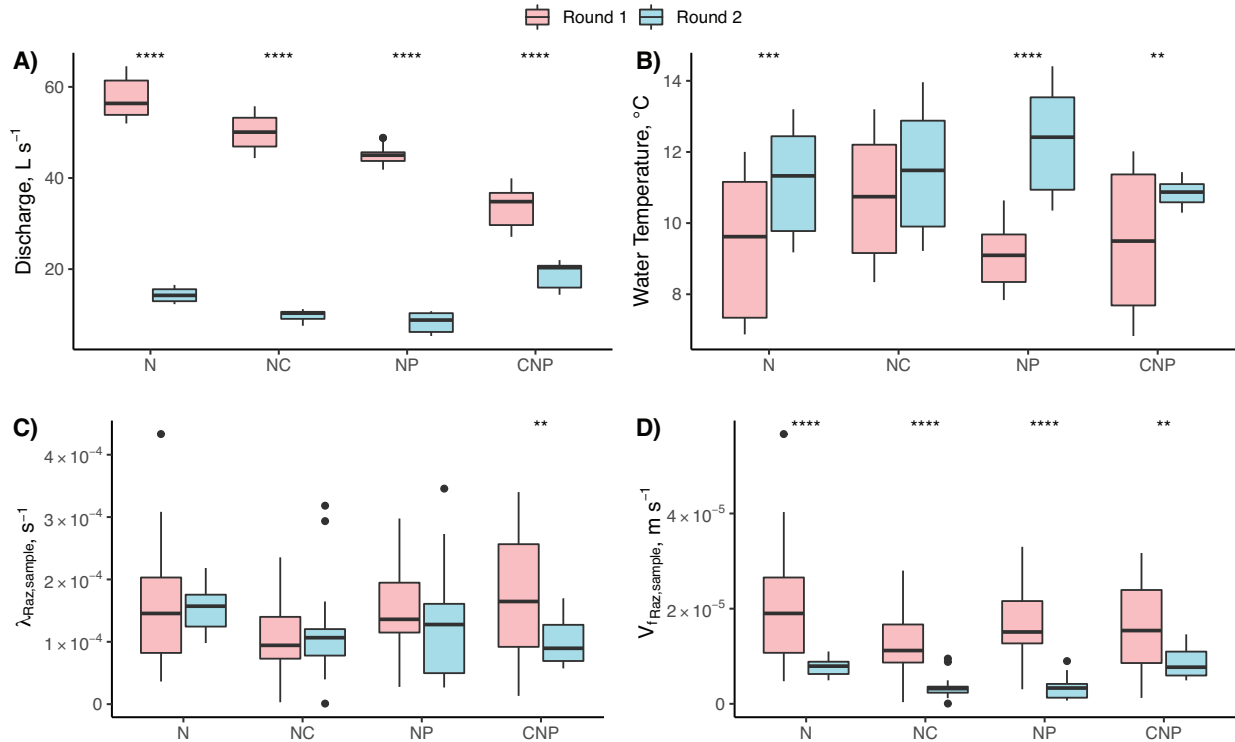 Round 1 Round 2
A)
**** **** **** ****
Discharge, L s⁻¹
60
40
20
N NC NP CNP
B)
*** **** **
Water Temperature, °C
14
12
10
8
N NC NP CNP
C)
**
λRaz,sample, s⁻¹
4 × 10⁻⁴
3 × 10⁻⁴
2 × 10⁻⁴
1 × 10⁻⁴
0
N NC NP CNP
D)
**** **** **** **
VfRaz,sample, m s⁻¹
4 × 10⁻⁵
2 × 10⁻⁵
0
N NC NP CNP